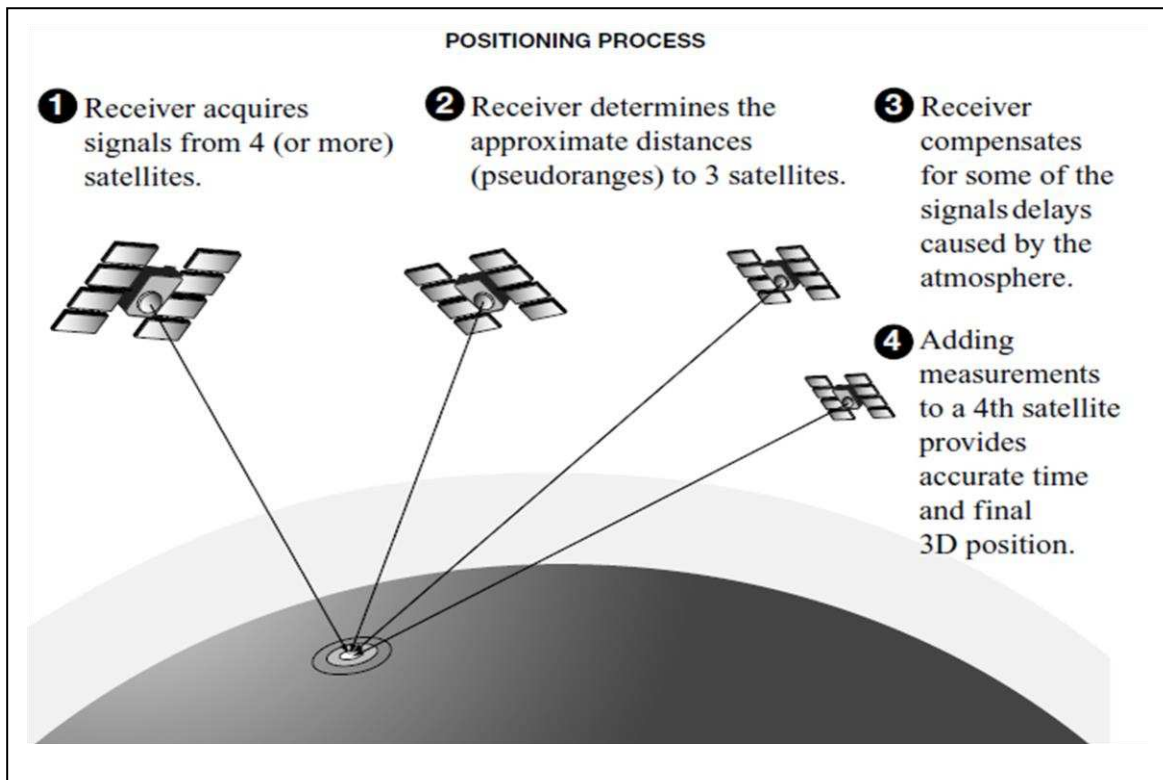 POSITIONING PROCESS
1 Receiver acquires
signals from 4 (or more)
satellites.
2 Receiver determines the
approximate distances
(pseudoranges) to 3 satellites.
3 Receiver
compensates
for some of the
signals delays
caused by the
atmosphere.
4 Adding
measurements
to a 4th satellite
provides
accurate time
and final
3D position.